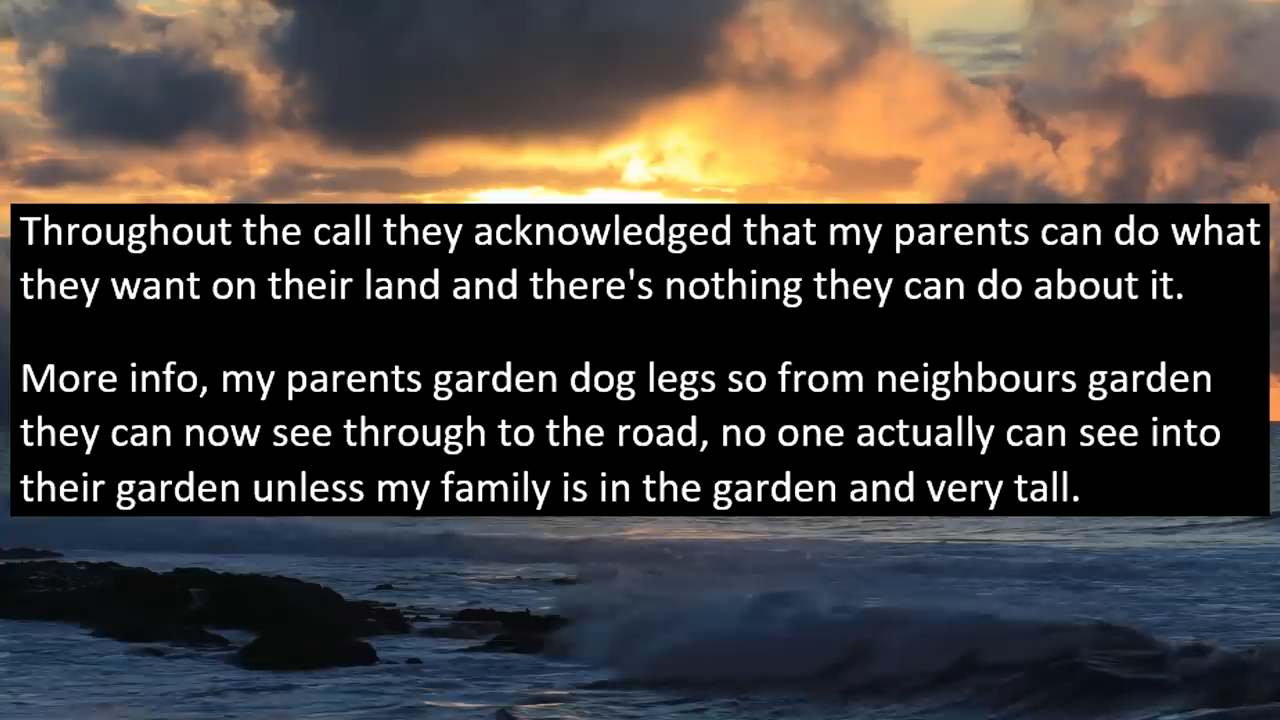 Throughout the call they acknowledged that my parents can do what
they want on their land and there's nothing they can do about it.
More info, my parents garden dog legs so from neighbours garden
they can now see through to the road, no one actually can see into
their garden unless my family is in the garden and very tall.